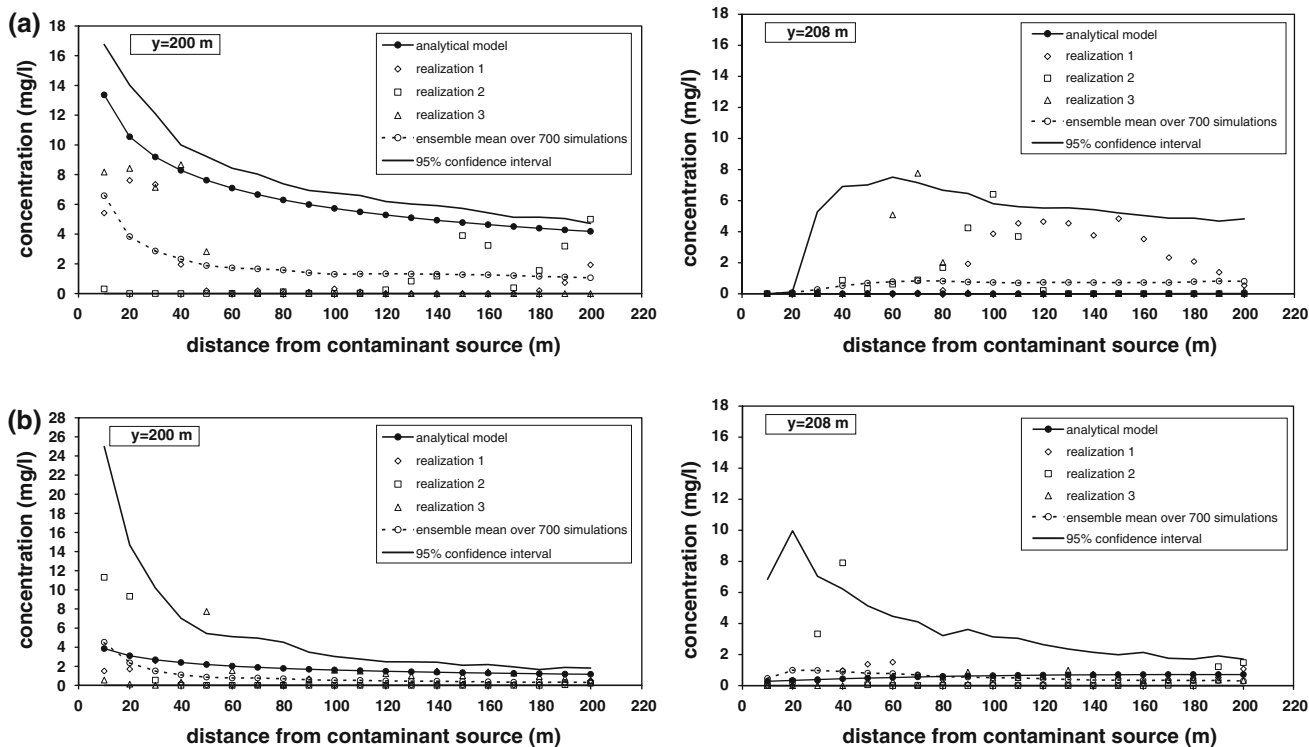 (a)
y=200 m
concentration (mg/l)
18
16
14
12
10
8
6
4
2
0
analytical model
realization 1
realization 2
realization 3
ensemble mean over 700 simulations
95% confidence interval
0 20 40 60 80 100 120 140 160 180 200 220
distance from contaminant source (m)
y=208 m
concentration (mg/l)
18
16
14
12
10
8
6
4
2
0
analytical model
realization 1
realization 2
realization 3
ensemble mean over 700 simulations
95% confidence interval
0 20 40 60 80 100 120 140 160 180 200 220
distance from contaminant source (m)
(b)
y=200 m
concentration (mg/l)
28
26
24
22
20
18
16
14
12
10
8
6
4
2
0
analytical model
realization 1
realization 2
realization 3
ensemble mean over 700 simulations
95% confidence interval
0 20 40 60 80 100 120 140 160 180 200 220
distance from contaminant source (m)
y=208 m
concentration (mg/l)
18
16
14
12
10
8
6
4
2
0
analytical model
realization 1
realization 2
realization 3
ensemble mean over 700 simulations
95% confidence interval
0 20 40 60 80 100 120 140 160 180 200 220
distance from contaminant source (m)